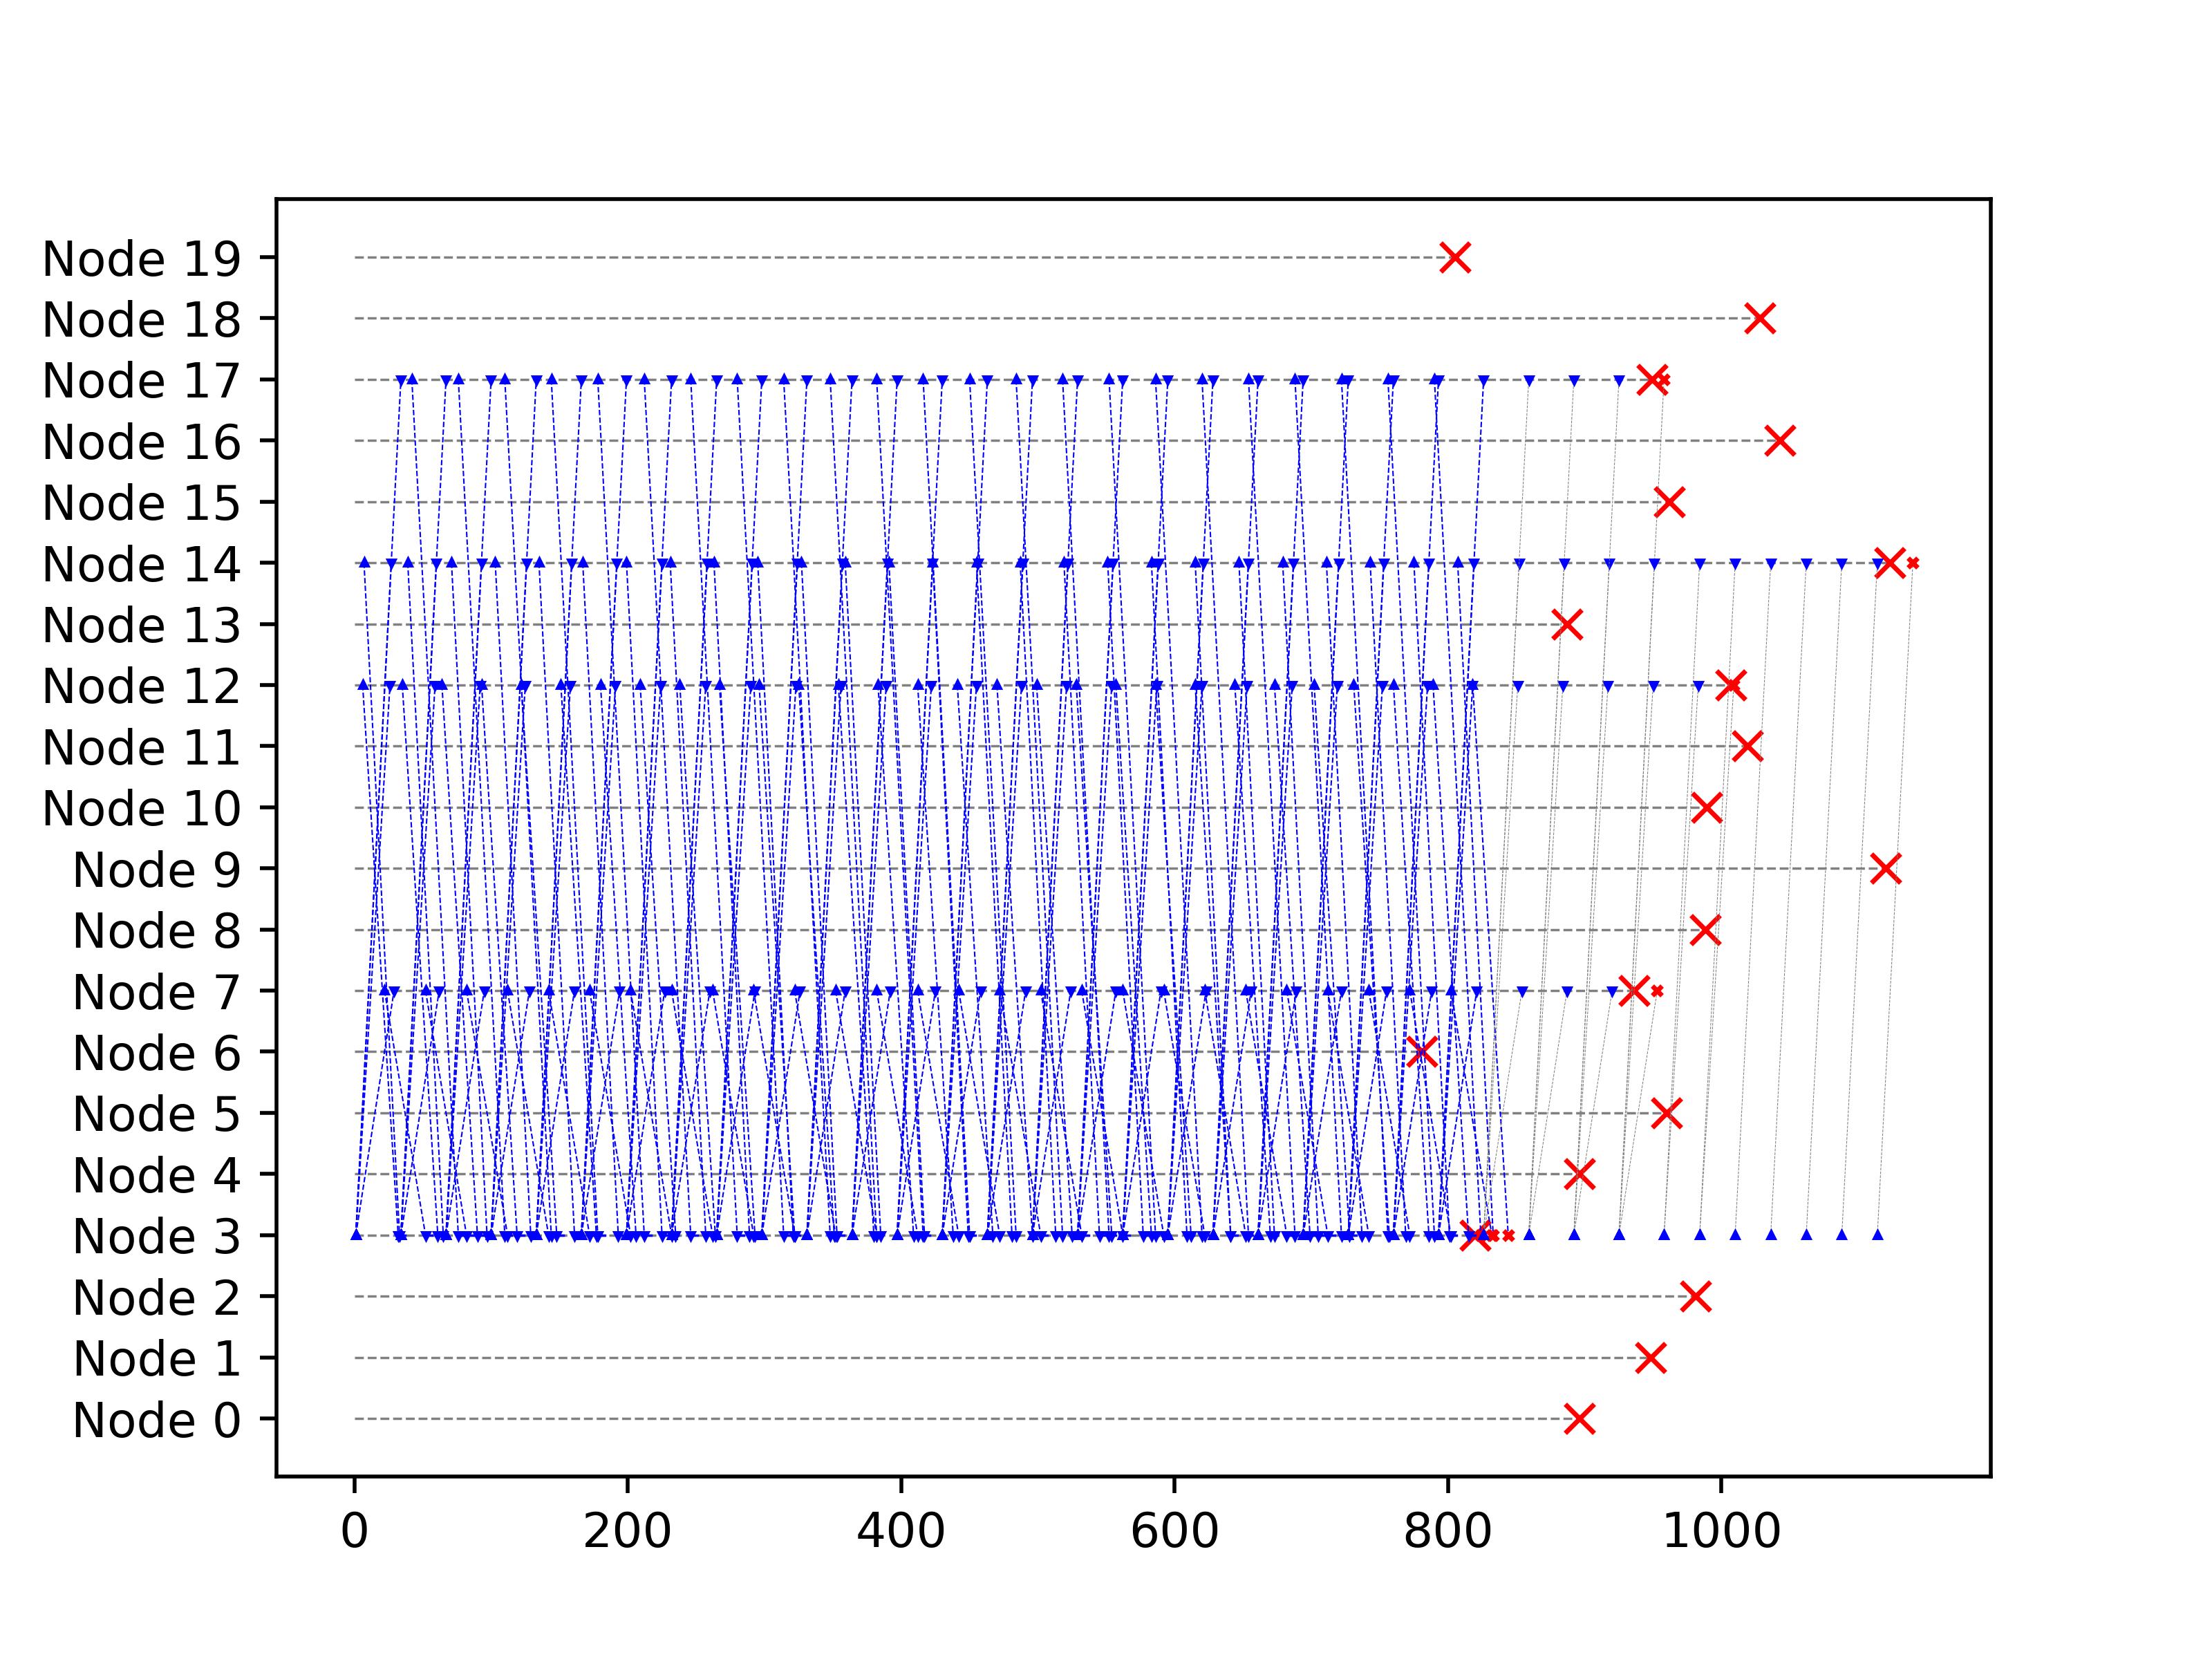 Node 19
Node 18
Node 17
Node 16
Node 15
Node 14
Node 13
Node 12
Node 11
Node 10
Node 9
Node 8
Node 7
Node 6
Node 5
Node 4
Node 3
Node 2
Node 1
Node 0
0 200 400 600 800 1000